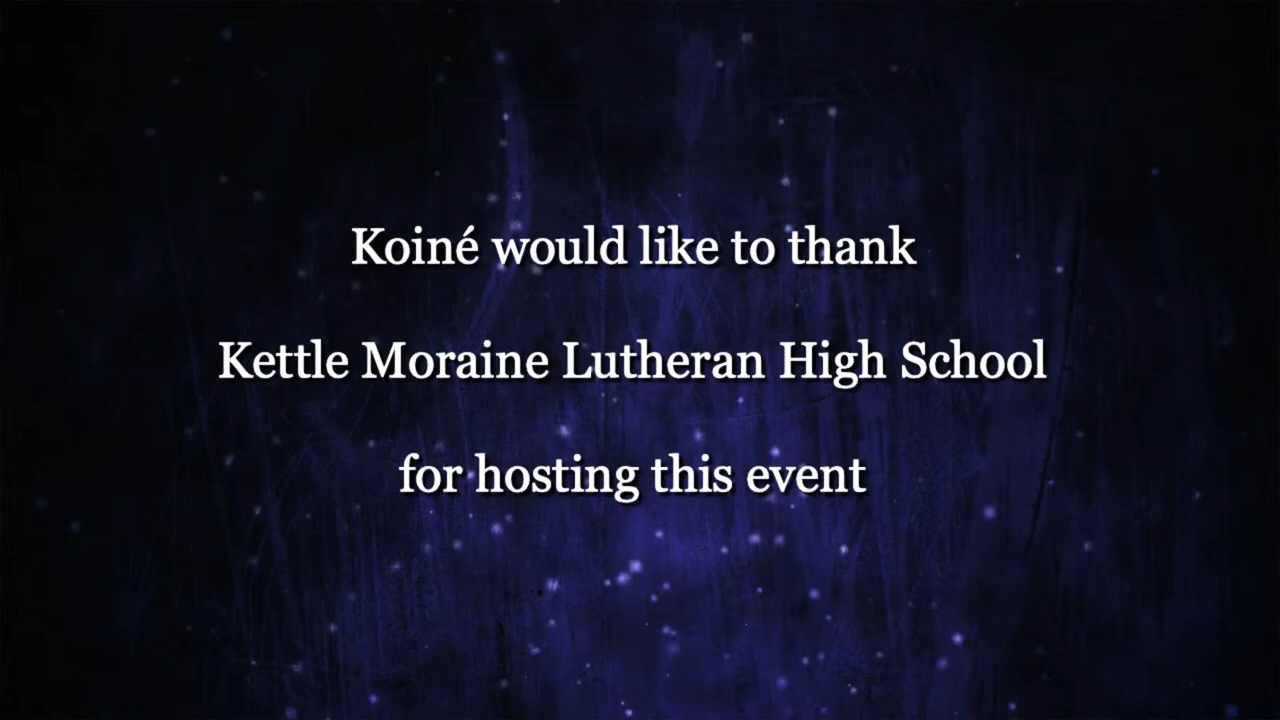 Koiné would like to thank
Kettle Moraine Lutheran High School
for hosting this event